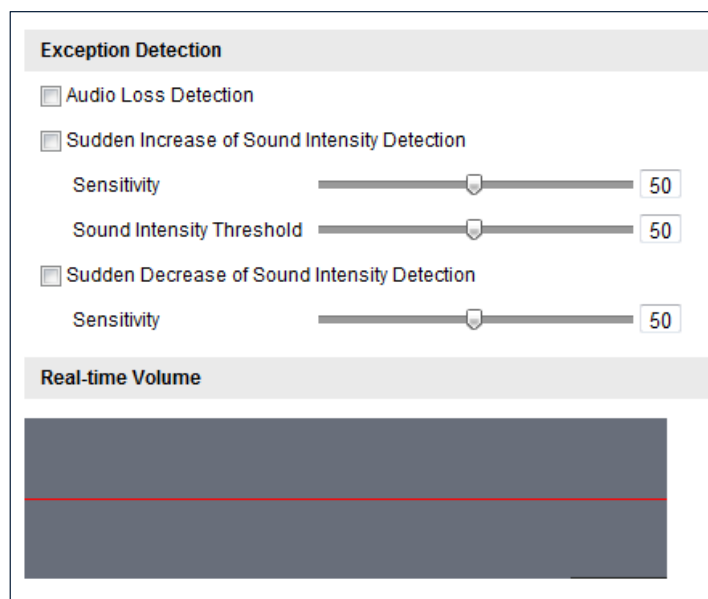 Exception Detection
Audio Loss Detection
Sudden Increase of Sound Intensity Detection
Sensitivity 50
Sound Intensity Threshold 50
Sudden Decrease of Sound Intensity Detection
Sensitivity 50
Real-time Volume